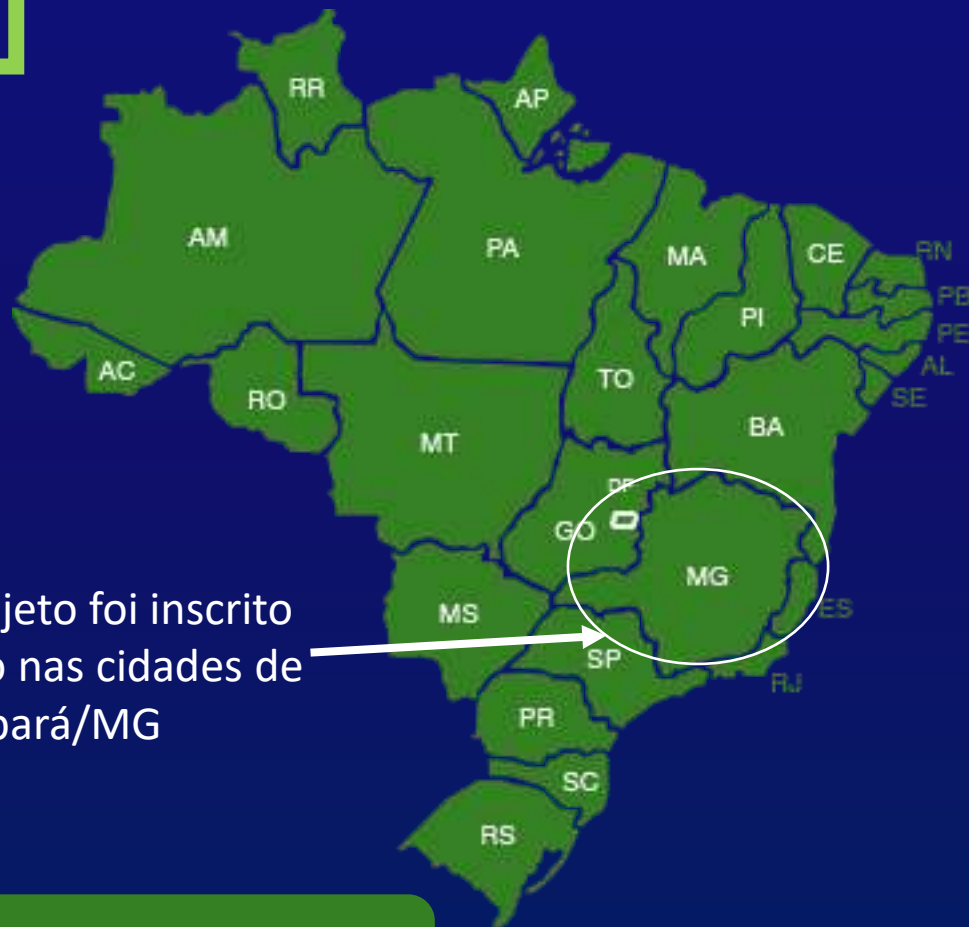 RR
AP
AM
PA
MA
CE
RN
PB
PI
PE
AC
TO
AL
RO
SE
BA
MT
DF
GO
MG
jeto foi inscrito
MS
ES
o nas cidades de
SP
RJ
pará/MG
PR
SC
RS